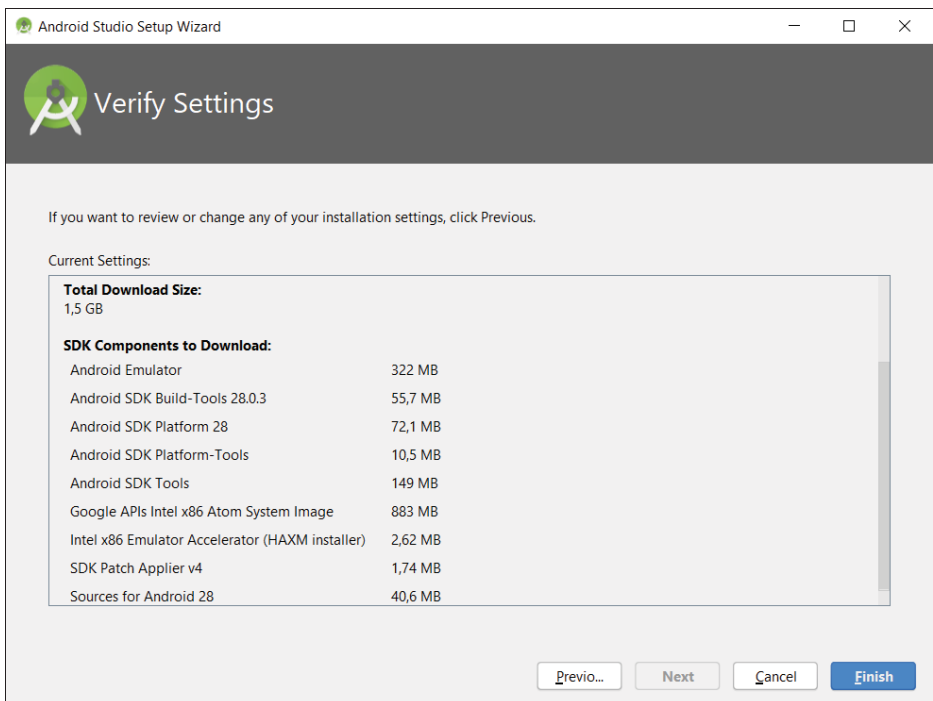 Android Studio Setup Wizard
Verify Settings
If you want to review or change any of your installation settings, click Previous.
Current Settings:
Total Download Size:
1,5 GB
SDK Components to Download:
Android Emulator 322 MB
Android SDK Build-Tools 28.0.3 55,7 MB
Android SDK Platform 28 72,1 MB
Android SDK Platform-Tools 10,5 MB
Android SDK Tools 149 MB
Google APIs Intel x86 Atom System Image 883 MB
Intel x86 Emulator Accelerator (HAXM installer) 2,62 MB
SDK Patch Applier v4 1,74 MB
Sources for Android 28 40,6 MB
Previo... Next Cancel Finish